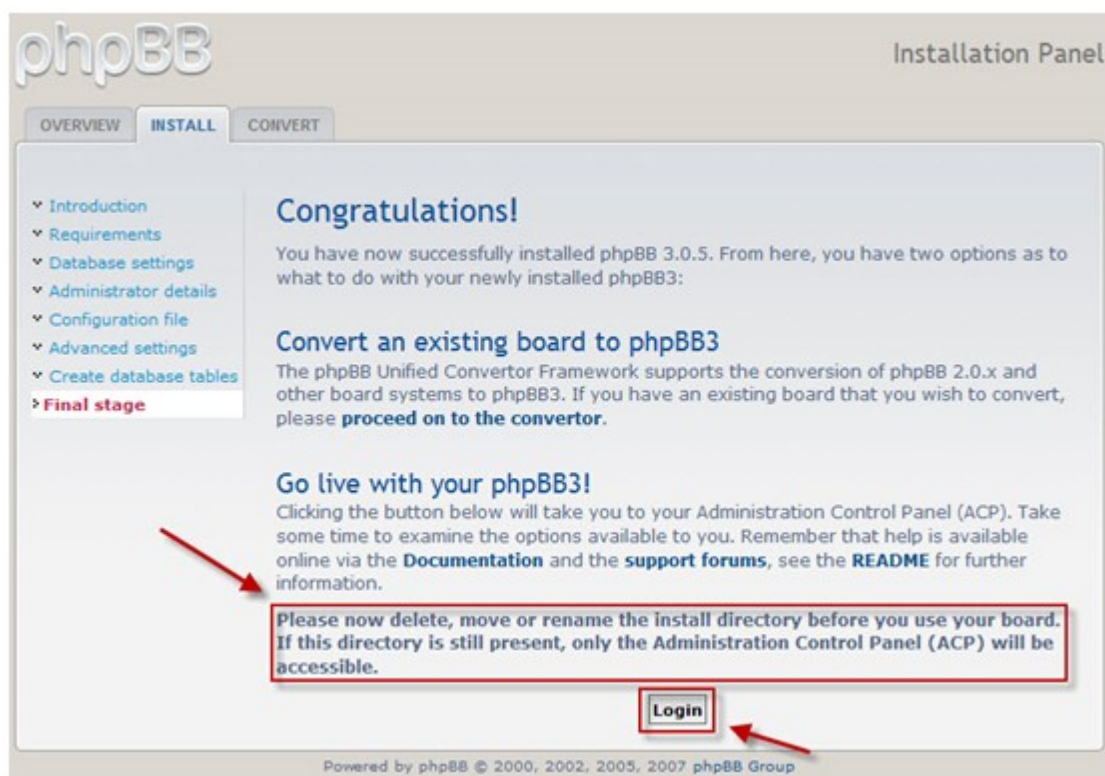 phpBB
Installation Panel
OVERVIEW
INSTALL
CONVERT
Introduction
Requirements
Database settings
Administrator details
Configuration file
Advanced settings
Create database tables
Final stage
Congratulations!
You have now successfully installed phpBB 3.0.5. From here, you have two options as to
what to do with your newly installed phpBB3:
Convert an existing board to phpBB3
The phpBB Unified Convertor Framework supports the conversion of phpBB 2.0.x and
other board systems to phpBB3. If you have an existing board that you wish to convert,
please proceed on to the convertor.
Go live with your phpBB3!
Clicking the button below will take you to your Administration Control Panel (ACP). Take
some time to examine the options available to you. Remember that help is available
online via the Documentation and the support forums, see the README for further
information.
Please now delete, move or rename the install directory before you use your board.
If this directory is still present, only the Administration Control Panel (ACP) will be
accessible.
Login
Powered by phpBB © 2000, 2002, 2005, 2007 phpBB Group